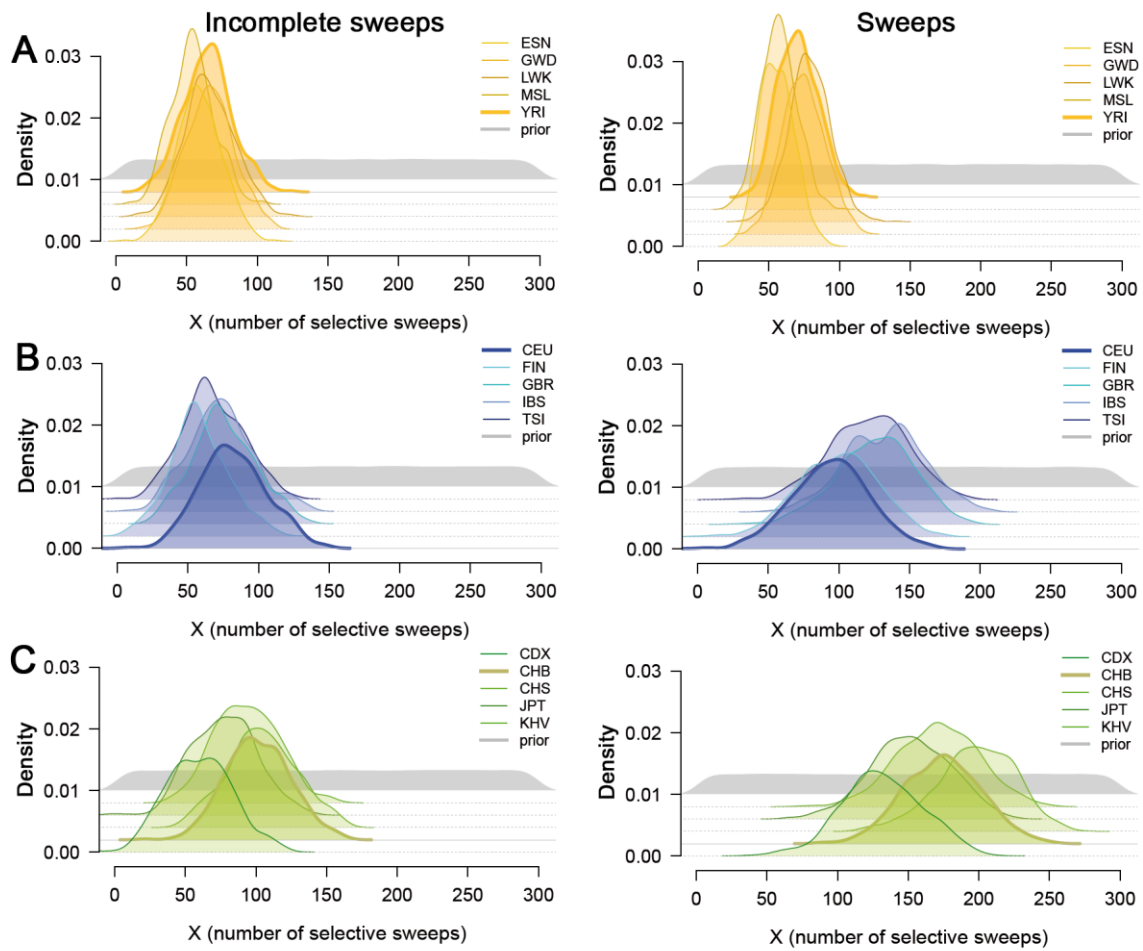 Incomplete sweeps
Sweeps
A
ESN
GWD
LWK
MSL
YRI
prior
Density
0.03
0.02
0.01
0.00
0 50 100 150 200 250 300
X (number of selective sweeps)
ESN
GWD
LWK
MSL
YRI
prior
Density
0.03
0.02
0.01
0.00
0 50 100 150 200 250 300
X (number of selective sweeps)
B
CEU
FIN
GBR
IBS
TSI
prior
Density
0.03
0.02
0.01
0.00
0 50 100 150 200 250 300
X (number of selective sweeps)
CEU
FIN
GBR
IBS
TSI
prior
Density
0.03
0.02
0.01
0.00
0 50 100 150 200 250 300
X (number of selective sweeps)
C
CDX
CHB
CHS
JPT
KHV
prior
Density
0.03
0.02
0.01
0.00
0 50 100 150 200 250 300
X (number of selective sweeps)
CDX
CHB
CHS
JPT
KHV
prior
Density
0.03
0.02
0.01
0.00
0 50 100 150 200 250 300
X (number of selective sweeps)